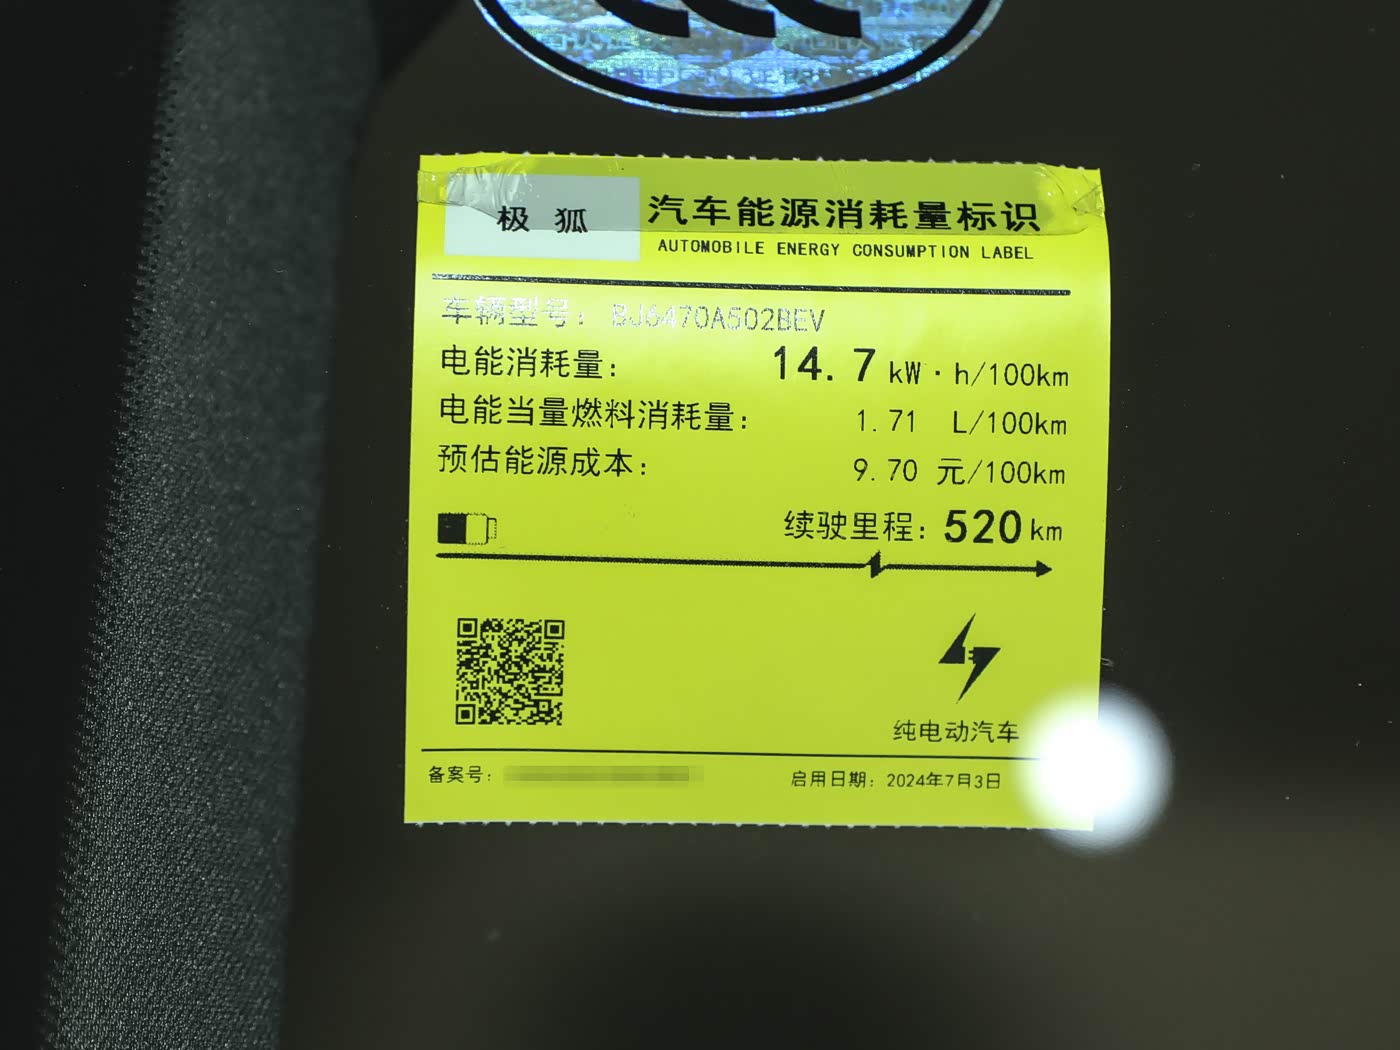 极狐
汽车能源消耗量标识
AUTOMOBILE ENERGY CONSUMPTION LABEL
车辆型号: BJ6470A502BEV
电能消耗量: 14.7 kW·h/100km
电能当量燃料消耗量: 1.71 L/100km
预估能源成本: 9.70 元/100km
续驶里程: 520 km
纯电动汽车
备案号:
启用日期: 2024年7月3日